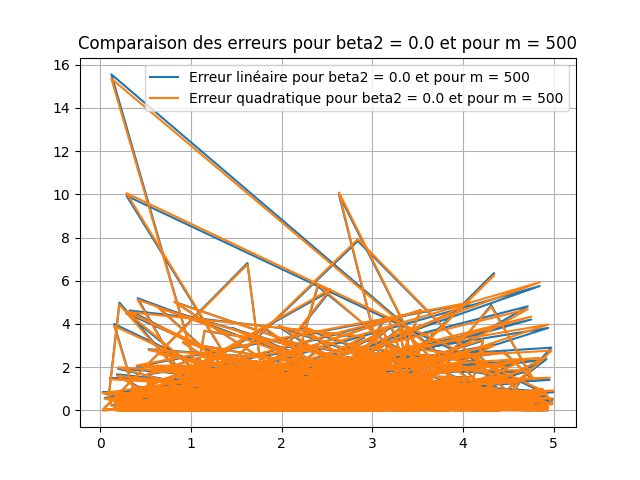 Comparaison des erreurs pour beta2 = 0.0 et pour m = 500
Erreur linéaire pour beta2 = 0.0 et pour m = 500
Erreur quadratique pour beta2 = 0.0 et pour m = 500
16
14
12
10
8
6
4
2
0
0 1 2 3 4 5